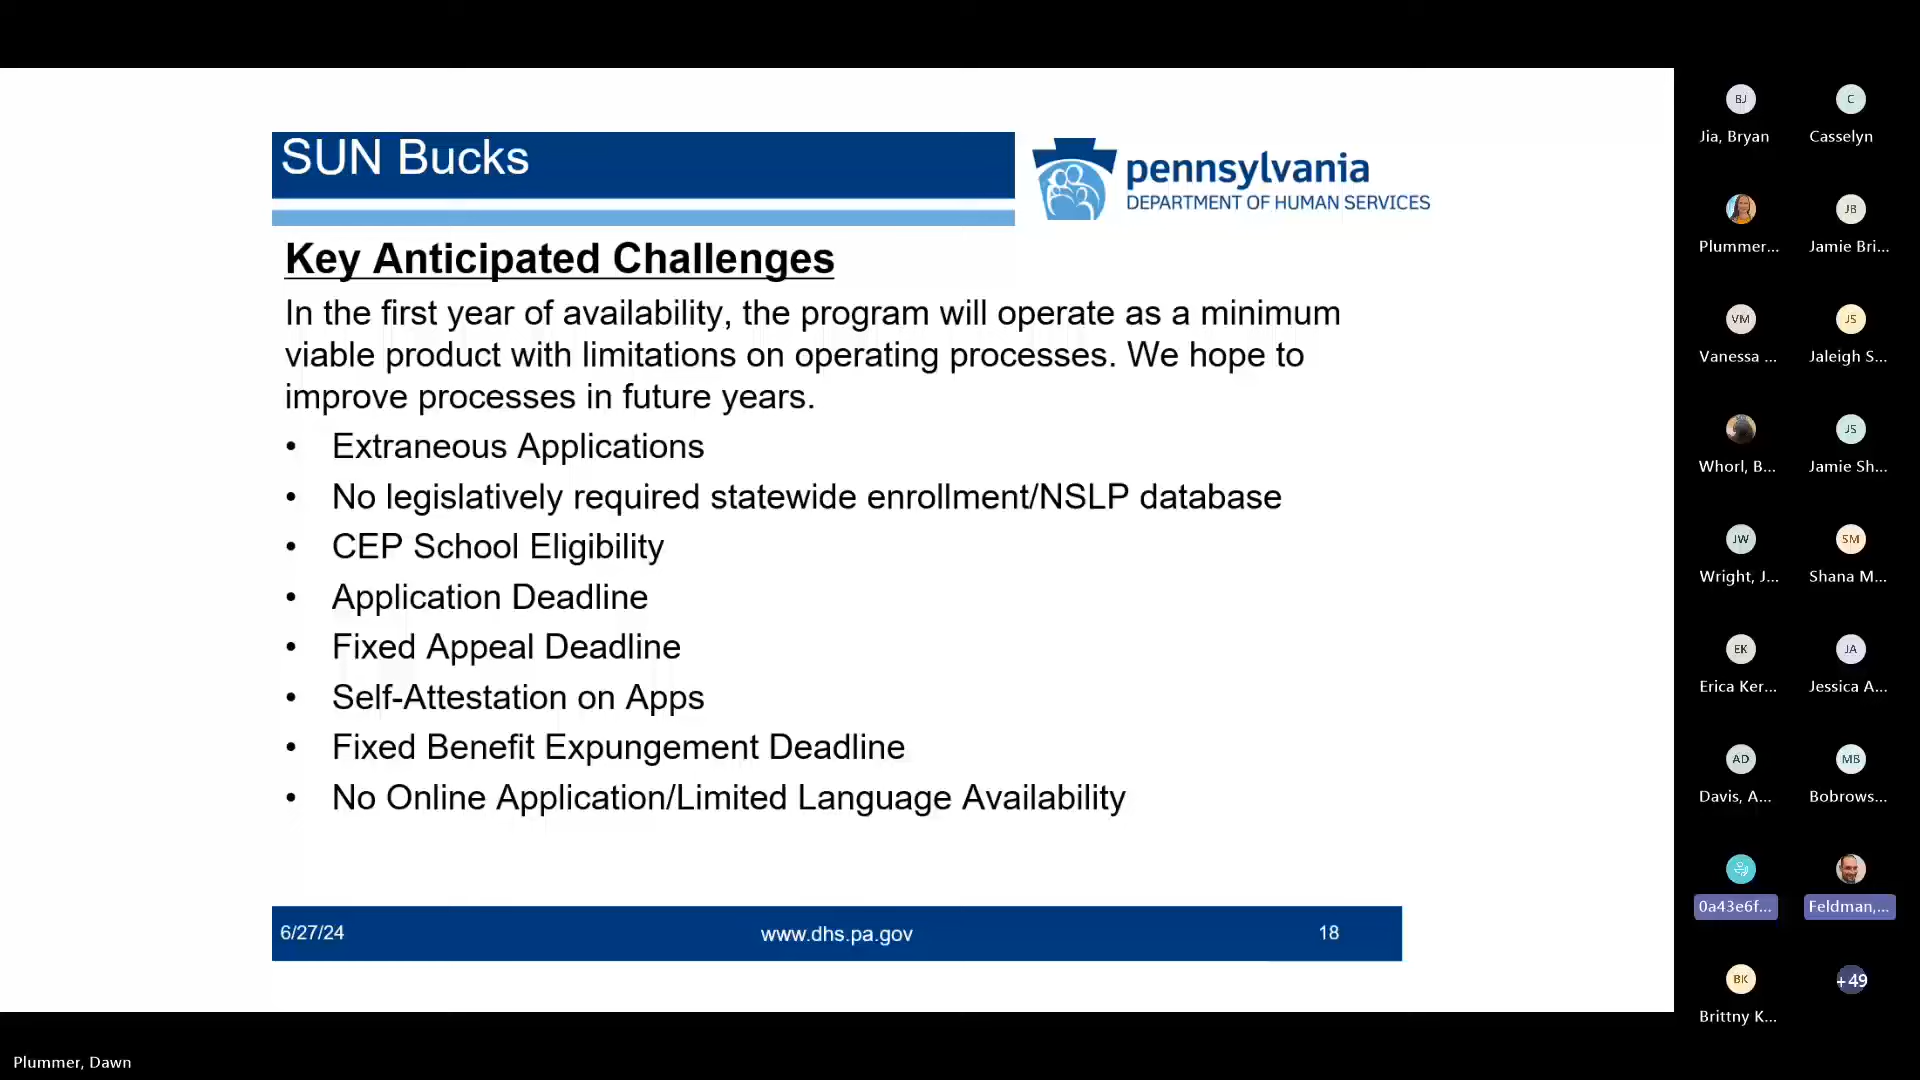 SUN Bucks
pennsylvania
DEPARTMENT OF HUMAN SERVICES
Key Anticipated Challenges
In the first year of availability, the program will operate as a minimum
viable product with limitations on operating processes. We hope to
improve processes in future years.
• Extraneous Applications
• No legislatively required statewide enrollment/NSLP database
• CEP School Eligibility
• Application Deadline
• Fixed Appeal Deadline
• Self-Attestation on Apps
• Fixed Benefit Expungement Deadline
• No Online Application/Limited Language Availability
6/27/24 www.dhs.pa.gov 18
BJ C
Jia, Bryan Casselyn
JB
Plummer... Jamie Bri...
VM JS
Vanessa ... Jaleigh S...
JS
Whorl, B... Jamie Sh...
JW SM
Wright, J... Shana M...
EK JA
Erica Ker... Jessica A...
AD MB
Davis, A... Bobrows...
0a43e6f... Feldman,...
BK +49
Brittny K...
Plummer, Dawn